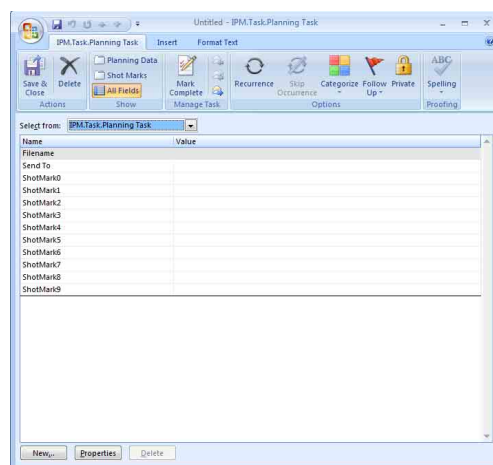 Untitled - IPM.Task.Planning Task
IPM.Task.Planning Task Insert Format Text
Save & Close
Delete
Actions
Planning Data
Shot Marks
All Fields
Show
Mark Complete
Manage Task
Recurrence
Skip Occurrence
Categorize
Follow Up
Private
Options
ABC
Spelling
Proofing
Select from: IPM.Task.Planning Task
Name Value
Filename
Send To
ShotMark0
ShotMark1
ShotMark2
ShotMark3
ShotMark4
ShotMark5
ShotMark6
ShotMark7
ShotMark8
ShotMark9
New... Properties Delete